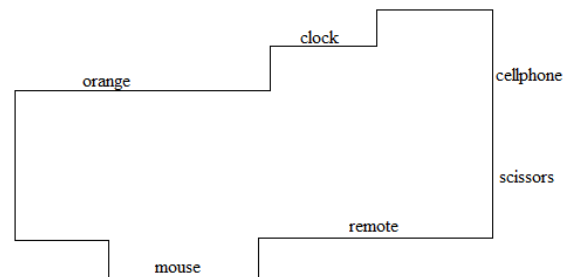 clock
orange
cellphone
scissors
remote
mouse